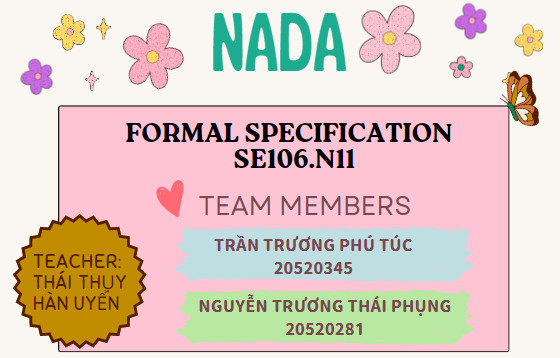 NADA
FORMAL SPECIFICATION
SE106.N11
TEAM MEMBERS
TRẦN TRƯƠNG PHÚ TÚC
20520345
NGUYỄN TRƯƠNG THÁI PHỤNG
20520281
TEACHER:
THÁI THỤY
HÀN UYỂN